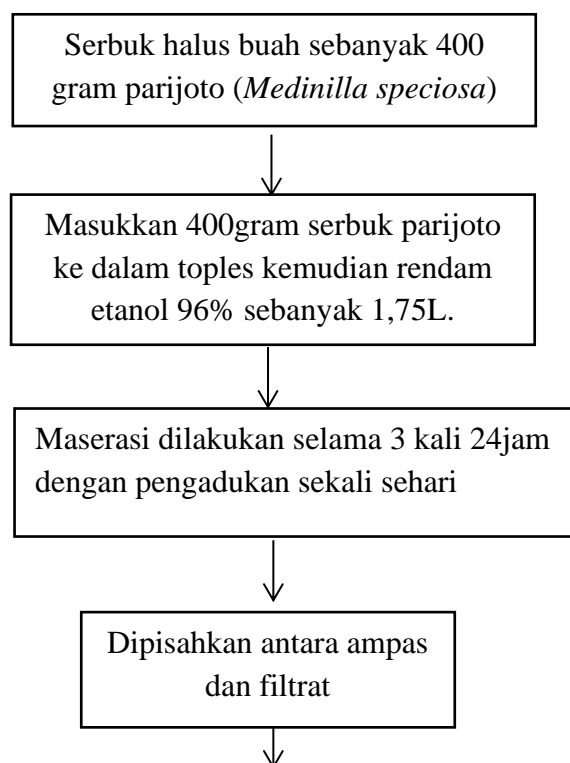 Serbuk halus buah sebanyak 400
gram parijoto (Medinilla speciosa)
Masukkan 400gram serbuk parijoto
ke dalam toples kemudian rendam
etanol 96% sebanyak 1,75L.
Maserasi dilakukan selama 3 kali 24jam
dengan pengadukan sekali sehari
Dipisahkan antara ampas
dan filtrat